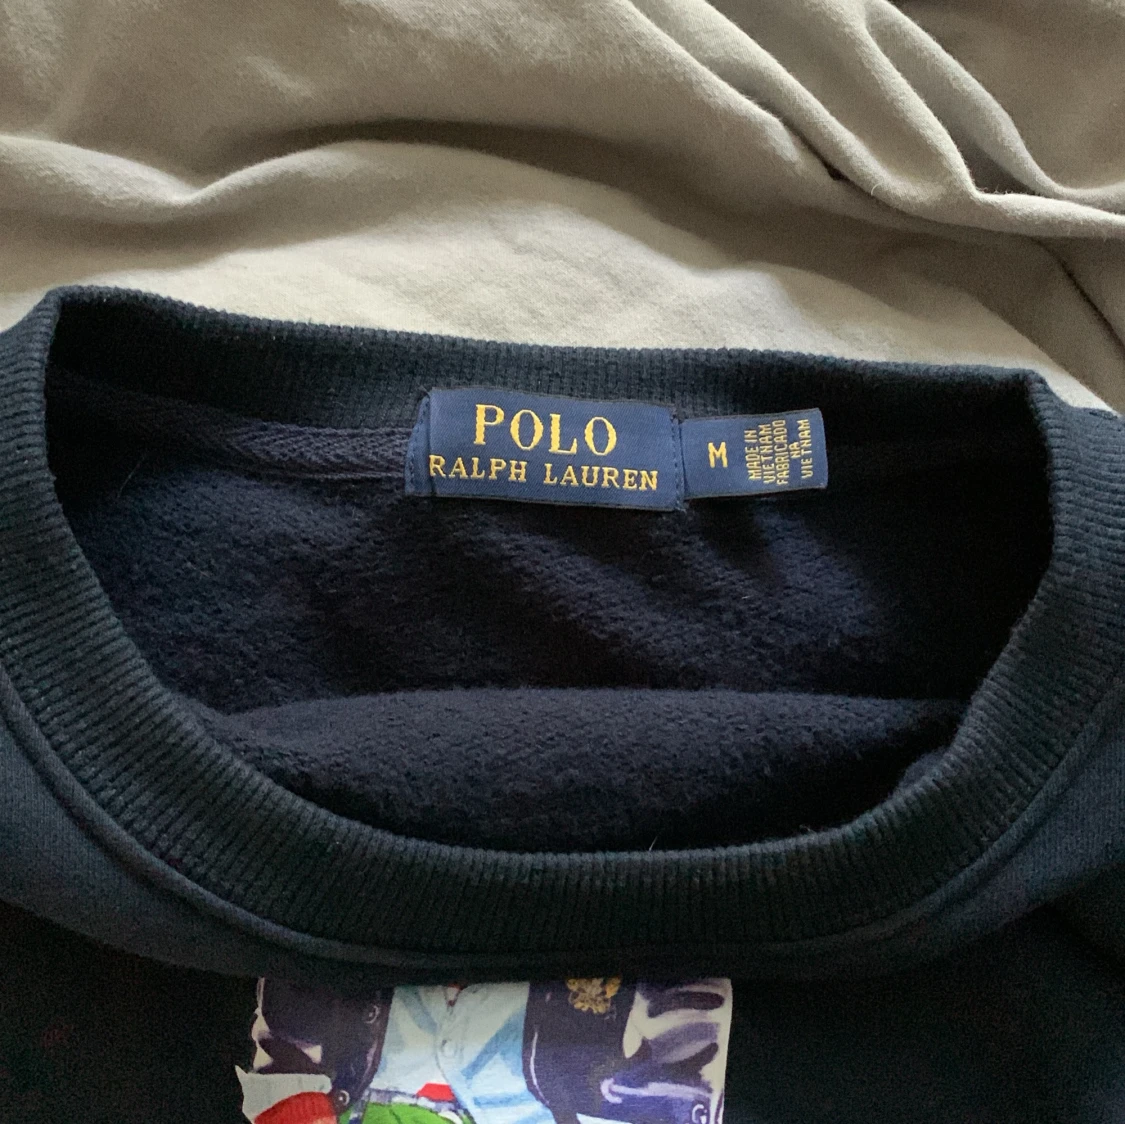 POLO
RALPH LAUREN
M
MADE IN
VIETNAM
FABRICADO
NA
VIETNAM